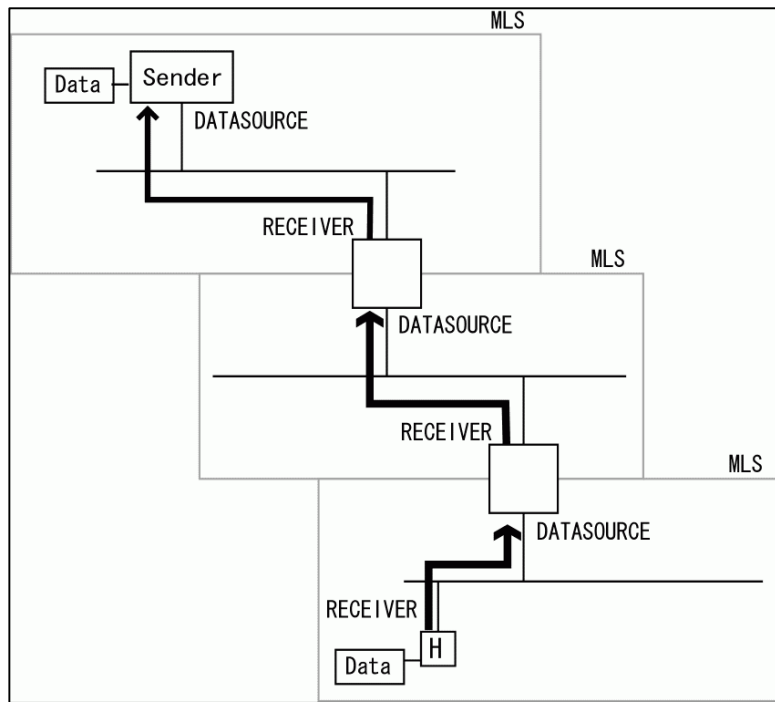 MLS
Data
Sender
DATASOURCE
RECEIVER
MLS
DATASOURCE
RECEIVER
MLS
DATASOURCE
RECEIVER
H
Data